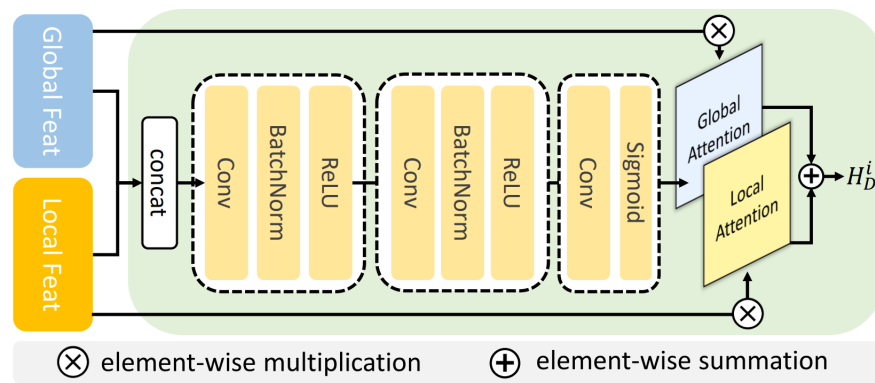 Global Feat
Local Feat
concat
Conv
BatchNorm
ReLU
Conv
BatchNorm
ReLU
Conv
Sigmoid
Global
Attention
Local
Attention
H_D^i
element-wise multiplication
element-wise summation